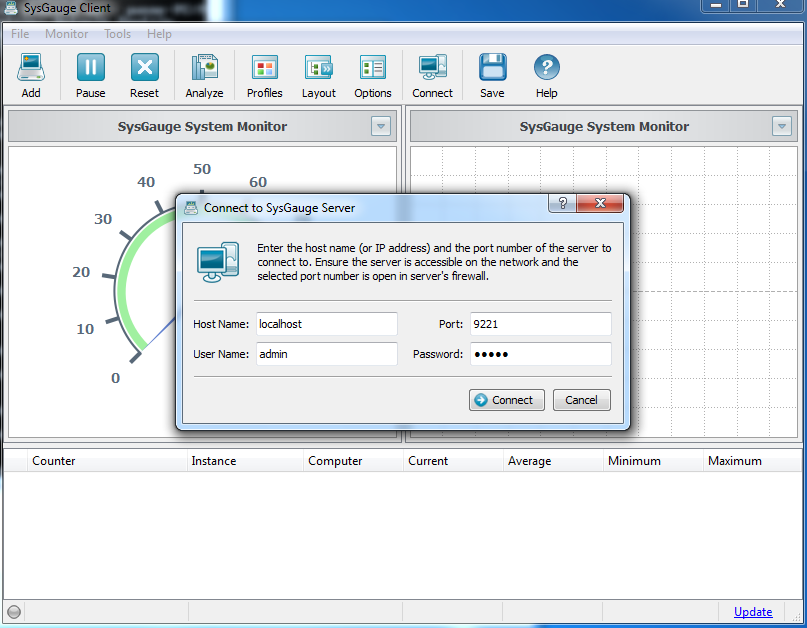 SysGauge Client
File Monitor Tools Help
Add Pause Reset Analyze Profiles Layout Options Connect Save Help
SysGauge System Monitor SysGauge System Monitor
50
40 60
30
20
10
0
Connect to SysGauge Server
Enter the host name (or IP address) and the port number of the server to
connect to. Ensure the server is accessible on the network and the
selected port number is open in server's firewall.
Host Name: localhost Port: 9221
User Name: admin Password: •••••
Connect Cancel
Counter Instance Computer Current Average Minimum Maximum
Update